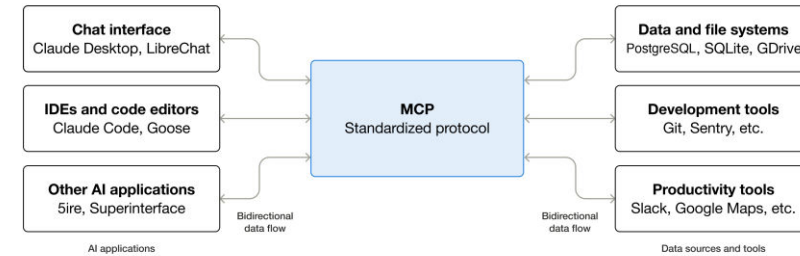 Chat interface
Claude Desktop, LibreChat
IDEs and code editors
Claude Code, Goose
Other AI applications
5ire, Superinterface
AI applications
Bidirectional
data flow
MCP
Standardized protocol
Bidirectional
data flow
Data and file systems
PostgreSQL, SQLite, GDrive
Development tools
Git, Sentry, etc.
Productivity tools
Slack, Google Maps, etc.
Data sources and tools